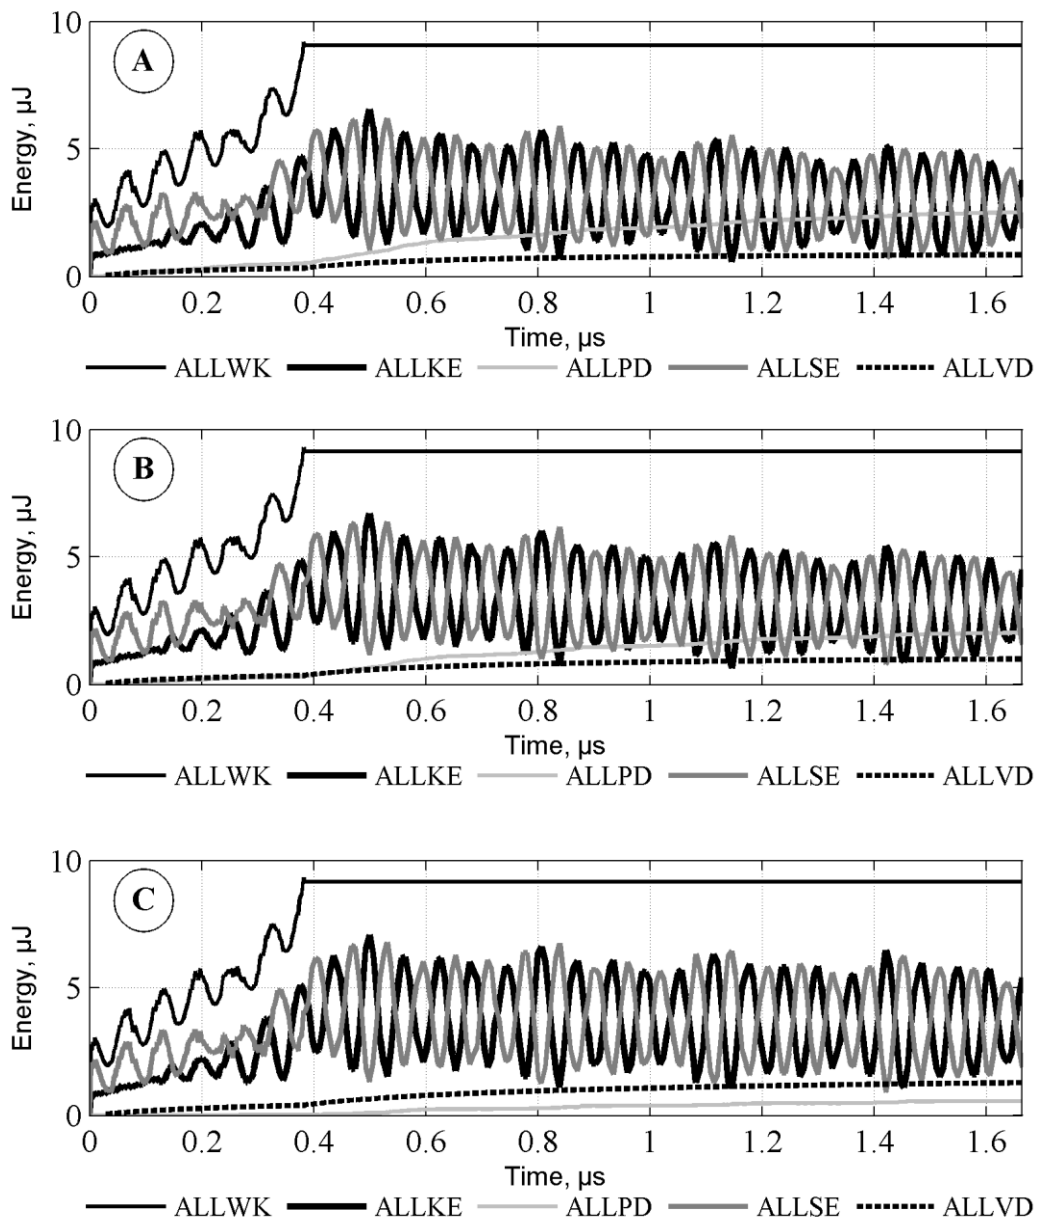 10
A
Energy, µJ
5
0
0 0.2 0.4 0.6 0.8 1 1.2 1.4 1.6
Time, µs
ALLWK ALLKE ALLPD ALLSE ALLVD
10
B
Energy, µJ
5
0
0 0.2 0.4 0.6 0.8 1 1.2 1.4 1.6
Time, µs
ALLWK ALLKE ALLPD ALLSE ALLVD
10
C
Energy, µJ
5
0
0 0.2 0.4 0.6 0.8 1 1.2 1.4 1.6
Time, µs
ALLWK ALLKE ALLPD ALLSE ALLVD